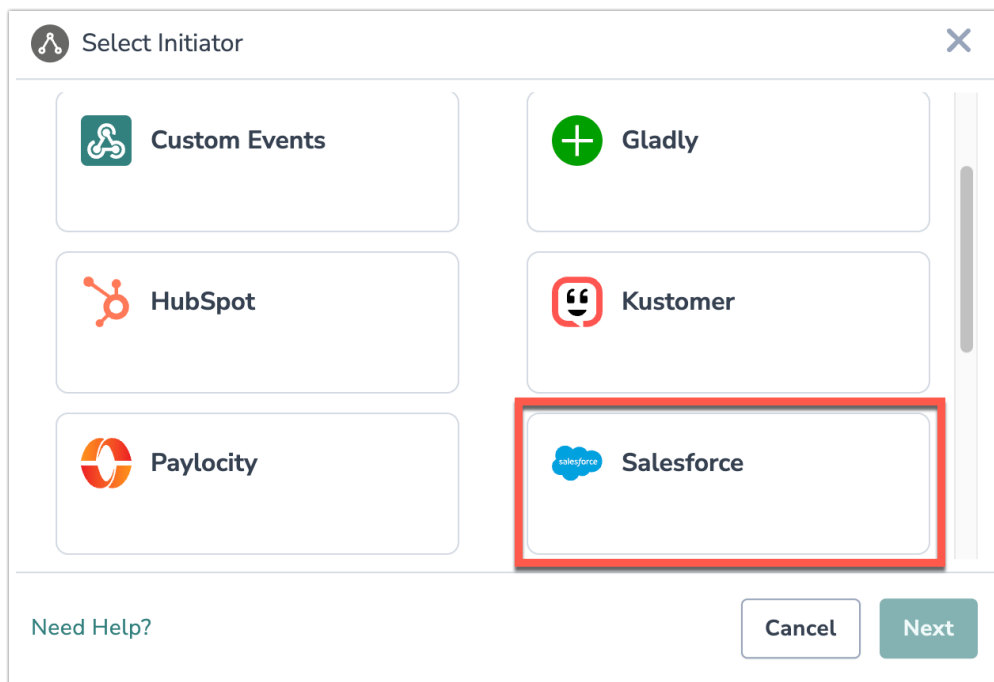 Select Initiator
Custom Events
Gladly
HubSpot
Kustomer
Paylocity
salesforce
Salesforce
Need Help?
Cancel
Next